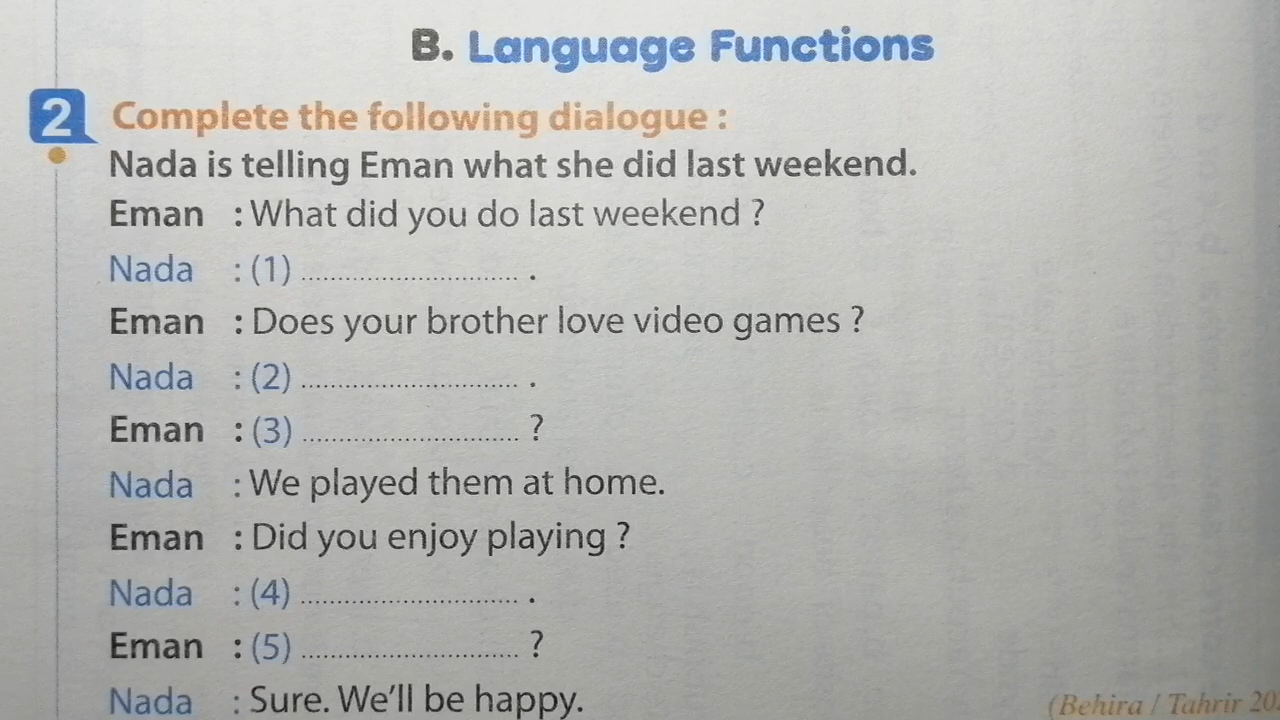 B. Language Functions
2 Complete the following dialogue :
Nada is telling Eman what she did last weekend.
Eman : What did you do last weekend ?
Nada : (1) ............................ .
Eman : Does your brother love video games ?
Nada : (2) ............................ .
Eman : (3) ............................ ?
Nada : We played them at home.
Eman : Did you enjoy playing ?
Nada : (4) ............................ .
Eman : (5) ............................ ?
Nada : Sure. We'll be happy.
(Behira / Tahrir